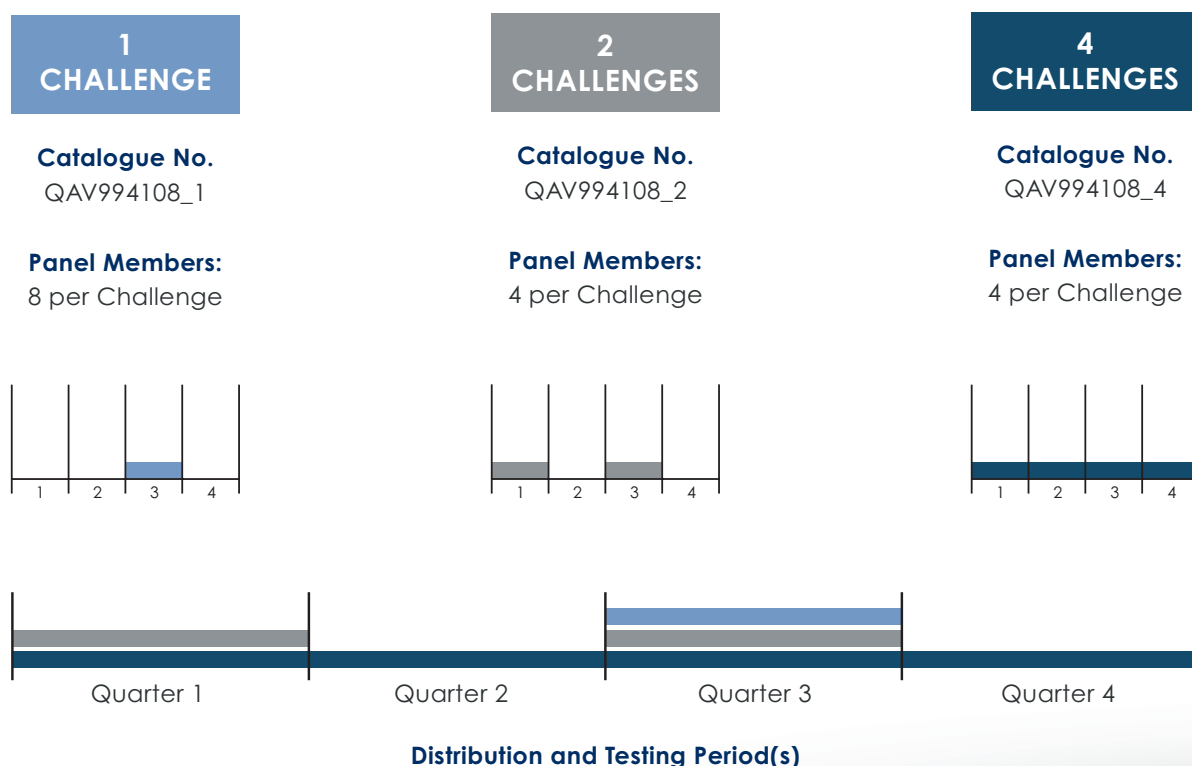 1
CHALLENGE
Catalogue No.
QAV994108_1
Panel Members:
8 per Challenge
1 2 3 4
2
CHALLENGES
Catalogue No.
QAV994108_2
Panel Members:
4 per Challenge
1 2 3 4
4
CHALLENGES
Catalogue No.
QAV994108_4
Panel Members:
4 per Challenge
1 2 3 4
Quarter 1 Quarter 2 Quarter 3 Quarter 4
Distribution and Testing Period(s)